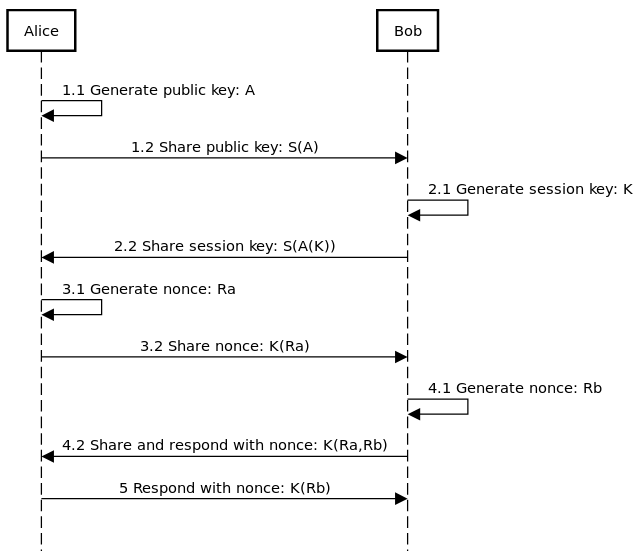 Alice
Bob
1.1 Generate public key: A
1.2 Share public key: S(A)
2.1 Generate session key: K
2.2 Share session key: S(A(K))
3.1 Generate nonce: Ra
3.2 Share nonce: K(Ra)
4.1 Generate nonce: Rb
4.2 Share and respond with nonce: K(Ra,Rb)
5 Respond with nonce: K(Rb)